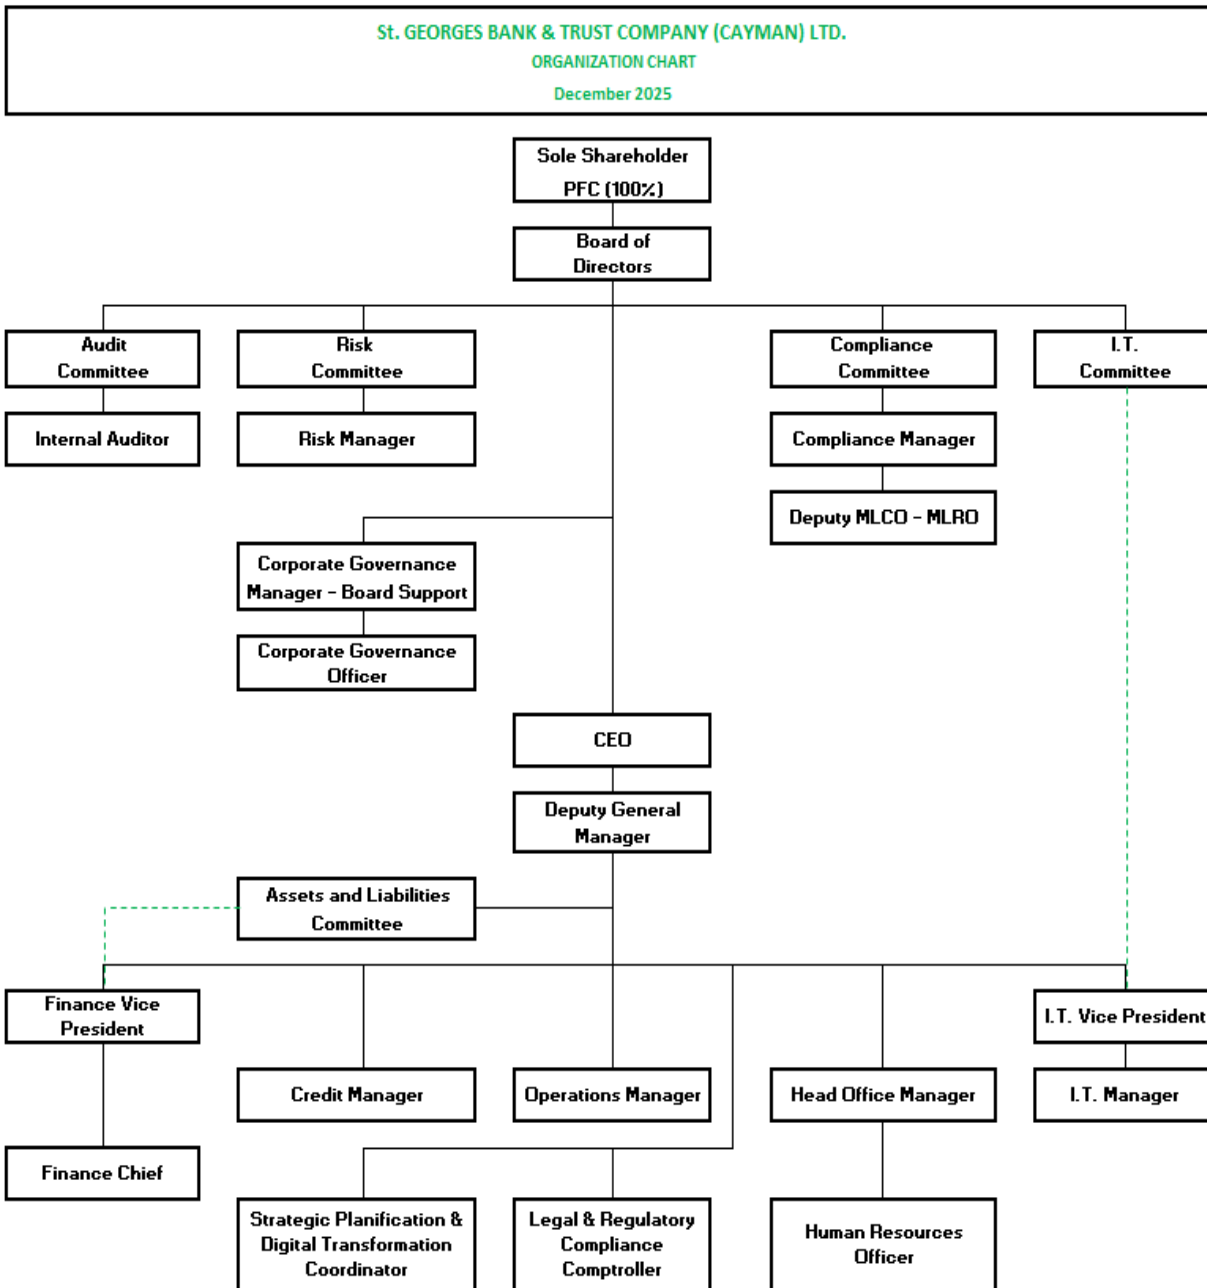 St. GEORGES BANK & TRUST COMPANY (CAYMAN) LTD.
ORGANIZATION CHART
December 2025
Sole Shareholder
PFC (100%)
Board of
Directors
Audit
Committee
Risk
Committee
Compliance
Committee
I.T.
Committee
Internal Auditor
Risk Manager
Compliance Manager
Deputy MLCO - MLRO
Corporate Governance
Manager - Board Support
Corporate Governance
Officer
CEO
Deputy General
Manager
Assets and Liabilities
Committee
Finance Vice
President
I.T. Vice President
Credit Manager
Operations Manager
Head Office Manager
I.T. Manager
Finance Chief
Strategic Planification &
Digital Transformation
Coordinator
Legal & Regulatory
Compliance
Comptroller
Human Resources
Officer